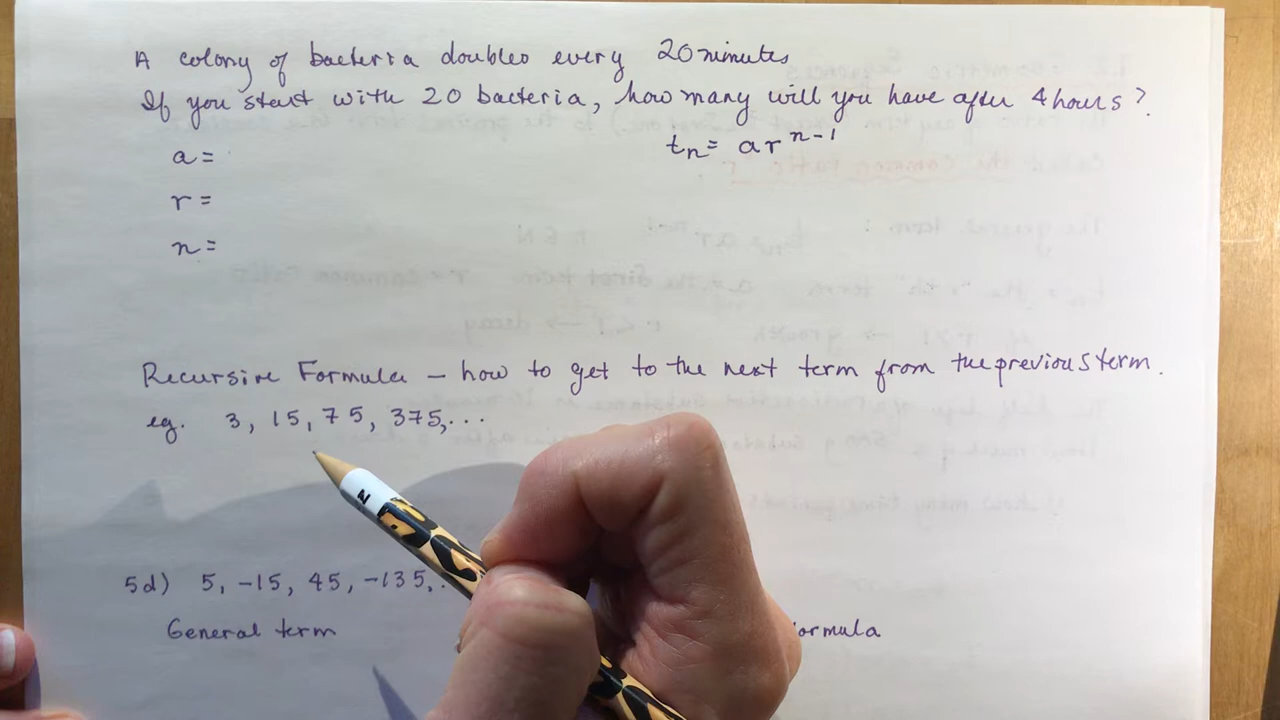 A colony of bacteria doubles every 20 minutes
If you start with 20 bacteria, how many will you have after 4 hours?
a =
tn = ar^n-1
r =
n =
Recursive Formula – how to get to the next term from the previous term.
eg. 3, 15, 75, 375,...
5d) 5, -15, 45, -135,.
General term
ormula